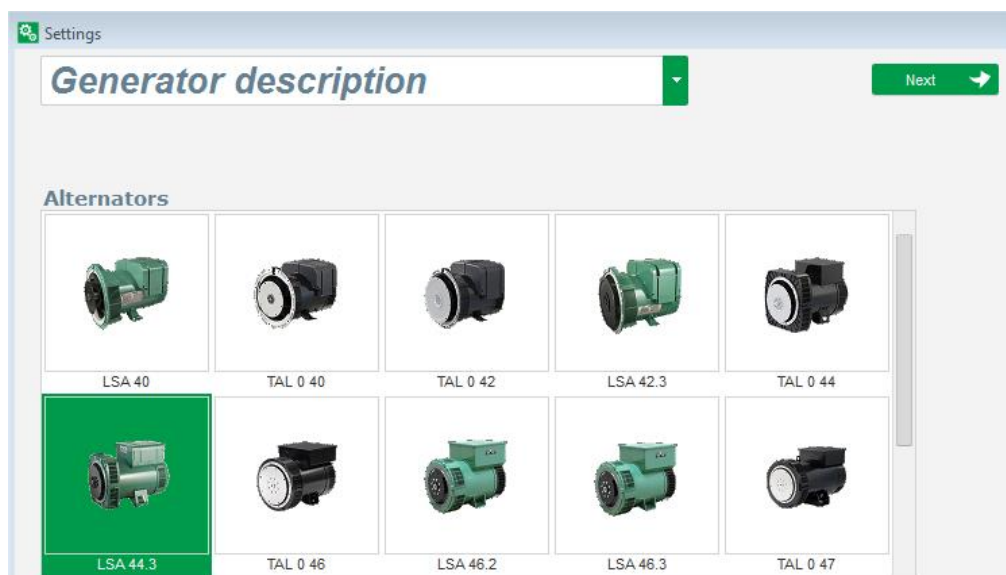 Settings
Generator description
Next
Alternators
LSA 40
TAL 0 40
TAL 0 42
LSA 42.3
TAL 0 44
LSA 44.3
TAL 0 46
LSA 46.2
LSA 46.3
TAL 0 47